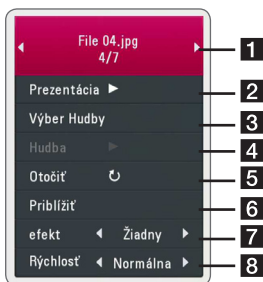 File 04.jpg
4/7
1
Prezentácia
2
Výber Hudby
3
Hudba
4
Otočiť
5
Priblížiť
6
efekt Žiadny
7
Rýchlosť Normálna
8